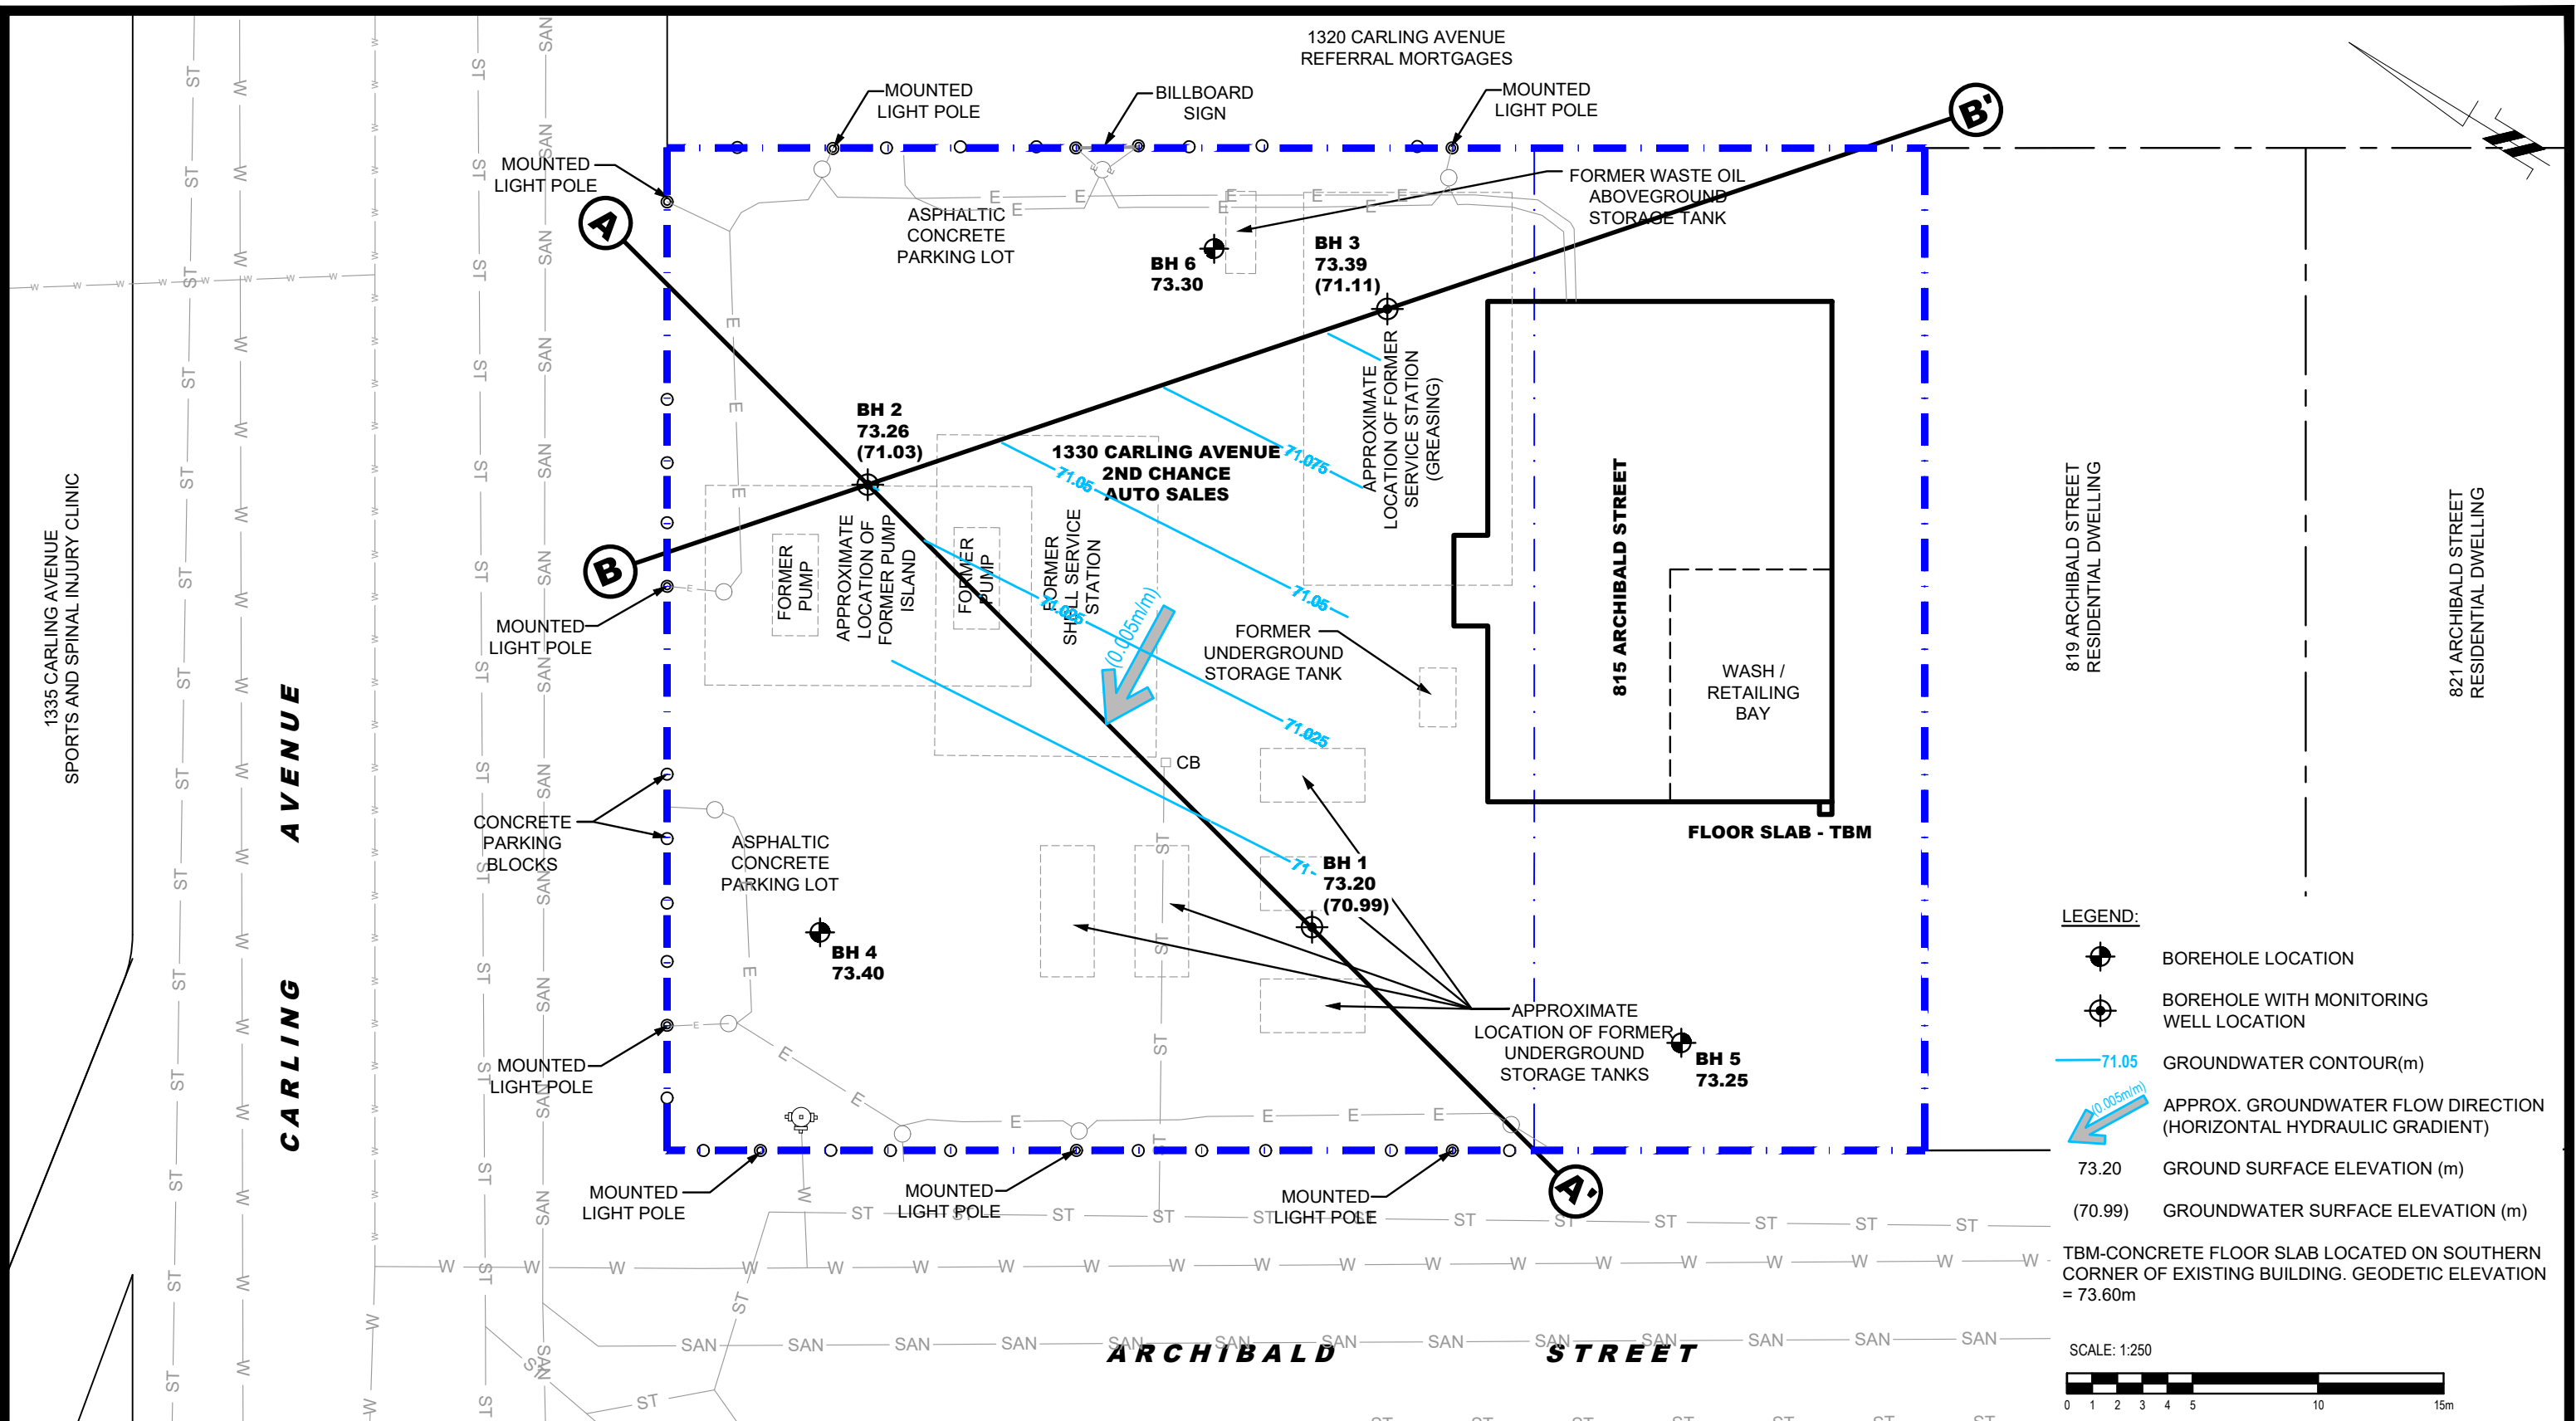 1320 CARLING AVENUE
REFERRAL MORTGAGES
MOUNTED
LIGHT POLE
BILLBOARD
SIGN
MOUNTED
LIGHT POLE
MOUNTED
LIGHT POLE
A
B'
FORMER WASTE OIL
ABOVEGROUND
STORAGE TANK
ASPHALTIC
CONCRETE
PARKING LOT
BH 6
73.30
BH 3
73.39
(71.11)
BH 2
73.26
(71.03)
APPROXIMATE
LOCATION OF FORMER
SERVICE STATION
(GREASING)
1330 CARLING AVENUE
2ND CHANCE
AUTO SALES
71.075
71.05
71.05
71.025
71.025
71
(0.005m/m)
B
FORMER
PUMP
APPROXIMATE
LOCATION OF
FORMER PUMP
ISLAND
FORMER
PUMP
FORMER
SHELL SERVICE
STATION
MOUNTED
LIGHT POLE
FORMER
UNDERGROUND
STORAGE TANK
815 ARCHIBALD STREET
WASH /
RETAILING
BAY
FLOOR SLAB - TBM
819 ARCHIBALD STREET
RESIDENTIAL DWELLING
821 ARCHIBALD STREET
RESIDENTIAL DWELLING
1335 CARLING AVENUE
SPORTS AND SPINAL INJURY CLINIC
CARLING AVENUE
CB
CONCRETE
PARKING
BLOCKS
ASPHALTIC
CONCRETE
PARKING LOT
BH 4
73.40
BH 1
73.20
(70.99)
APPROXIMATE
LOCATION OF FORMER
UNDERGROUND
STORAGE TANKS
BH 5
73.25
MOUNTED
LIGHT POLE
MOUNTED
LIGHT POLE
MOUNTED
LIGHT POLE
MOUNTED
LIGHT POLE
A'
ST
SAN
W
E
ARCHIBALD STREET
LEGEND:
BOREHOLE LOCATION
BOREHOLE WITH MONITORING
WELL LOCATION
71.05 GROUNDWATER CONTOUR(m)
(0.005m/m) APPROX. GROUNDWATER FLOW DIRECTION
(HORIZONTAL HYDRAULIC GRADIENT)
73.20 GROUND SURFACE ELEVATION (m)
(70.99) GROUNDWATER SURFACE ELEVATION (m)
TBM-CONCRETE FLOOR SLAB LOCATED ON SOUTHERN
CORNER OF EXISTING BUILDING. GEODETIC ELEVATION
= 73.60m
SCALE: 1:250
0 1 2 3 4 5 10 15m